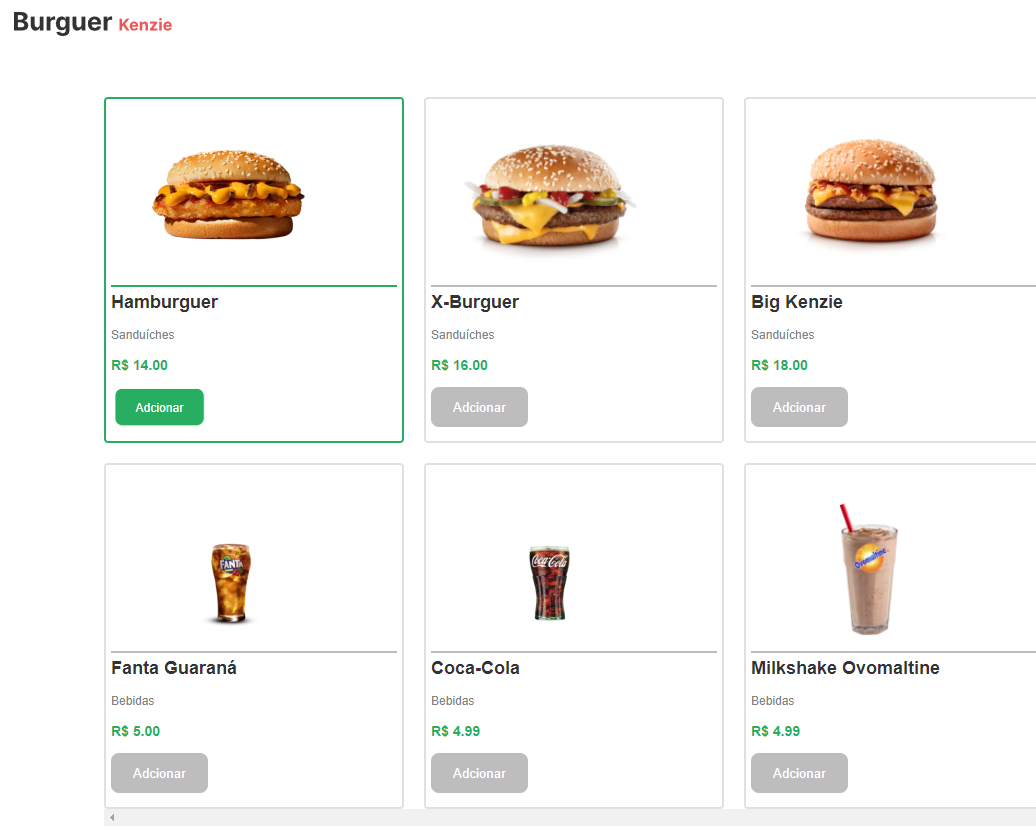 Burguer Kenzie
Hamburguer
Sanduíches
R$ 14.00
Adcionar
X-Burguer
Sanduíches
R$ 16.00
Adcionar
Big Kenzie
Sanduíches
R$ 18.00
Adcionar
FANTA
Fanta Guaraná
Bebidas
R$ 5.00
Adcionar
Coca-Cola
Coca-Cola
Bebidas
R$ 4.99
Adcionar
Ovomaltine
Milkshake Ovomaltine
Bebidas
R$ 4.99
Adcionar